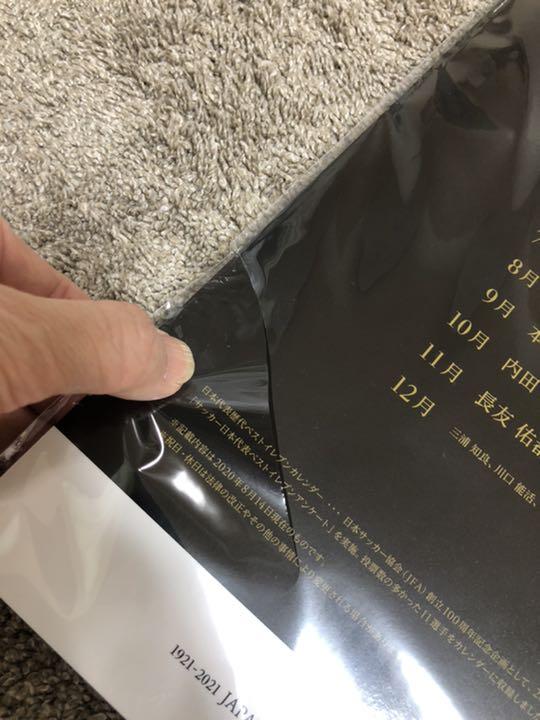 8月
9月 本
10月 内田
11月 長友 佑都
12月
三浦 知良、川口 能活、
日本代表歴代ベストイレブンカレンダー・・・日本サッカー協会(JFA)創立100周年記念企画として、2
サッカー日本代表ベストイレブンアンケート」を実施。投票数の多かった11選手をカレンダーに収録しまし
※記載内容は2020年8月14日現在のものです。
祝日・休日は法律の改正やその他の事情により変更される場合があ
1921-2021 JAPA